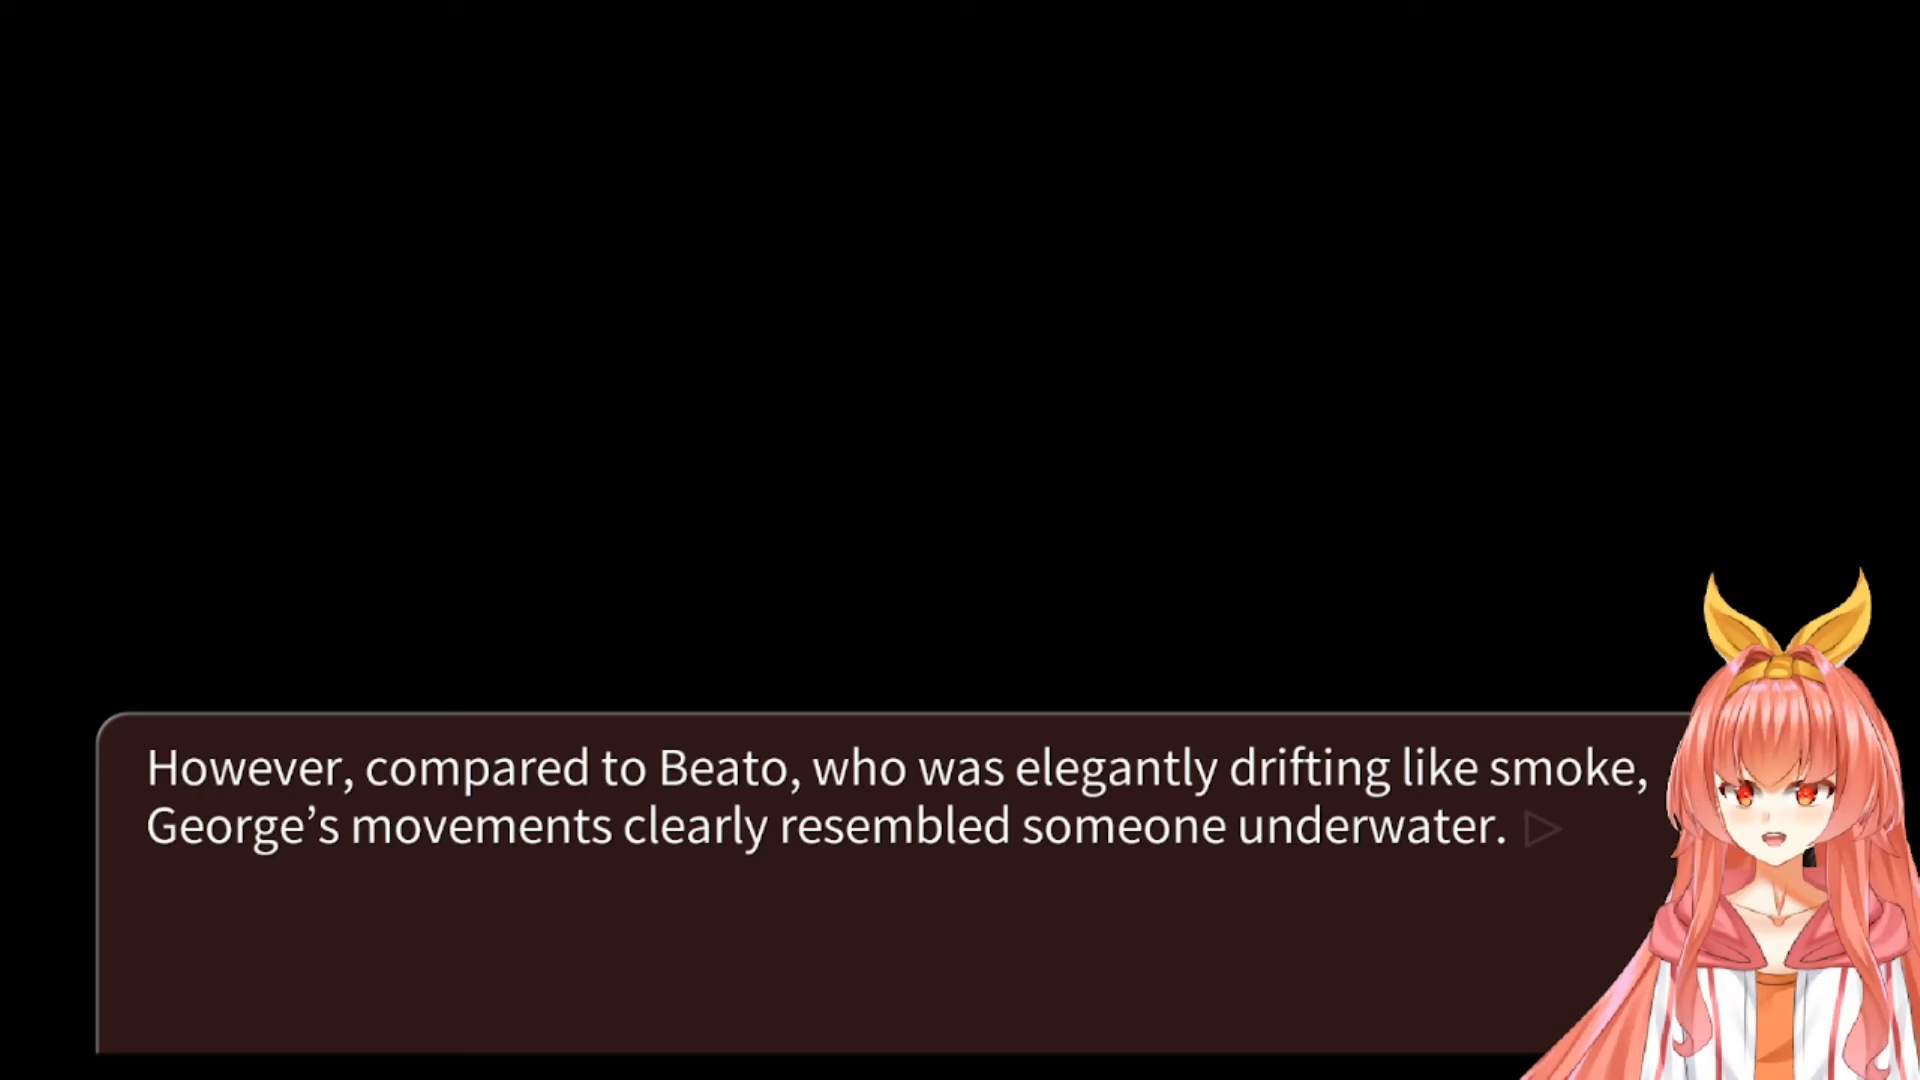 However, compared to Beato, who was elegantly drifting like smoke,
George’s movements clearly resembled someone underwater.